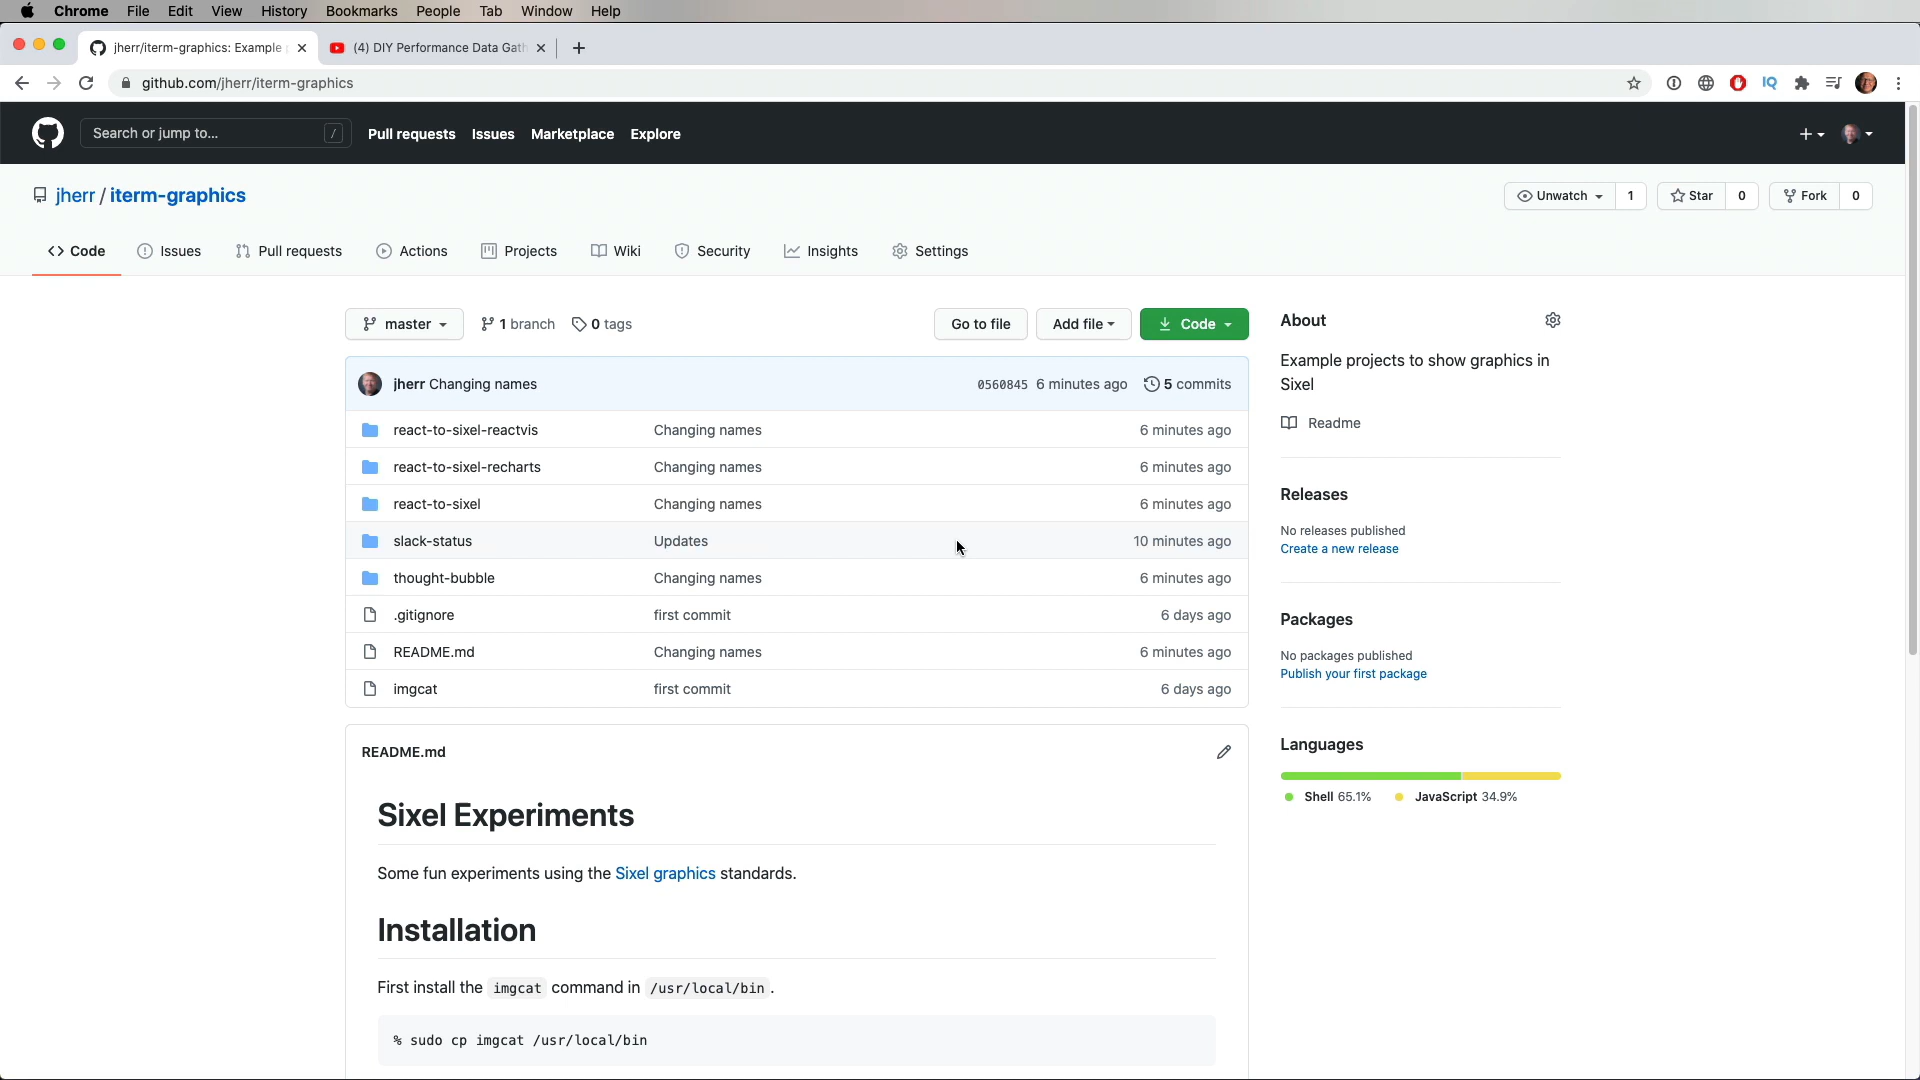 Chrome File Edit View History Bookmarks People Tab Window Help
jherr/iterm-graphics: Example (4) DIY Performance Data Gath
github.com/jherr/iterm-graphics
Search or jump to... / Pull requests Issues Marketplace Explore
jherr / iterm-graphics Unwatch 1 Star 0 Fork 0
Code Issues Pull requests Actions Projects Wiki Security Insights Settings
master 1 branch 0 tags Go to file Add file Code
jherr Changing names 0560845 6 minutes ago 5 commits
react-to-sixel-reactvis Changing names 6 minutes ago
react-to-sixel-recharts Changing names 6 minutes ago
react-to-sixel Changing names 6 minutes ago
slack-status Updates 10 minutes ago
thought-bubble Changing names 6 minutes ago
.gitignore first commit 6 days ago
README.md Changing names 6 minutes ago
imgcat first commit 6 days ago
README.md
Sixel Experiments
Some fun experiments using the Sixel graphics standards.
Installation
First install the imgcat command in /usr/local/bin .
% sudo cp imgcat /usr/local/bin
About
Example projects to show graphics in
Sixel
Readme
Releases
No releases published
Create a new release
Packages
No packages published
Publish your first package
Languages
Shell 65.1% JavaScript 34.9%